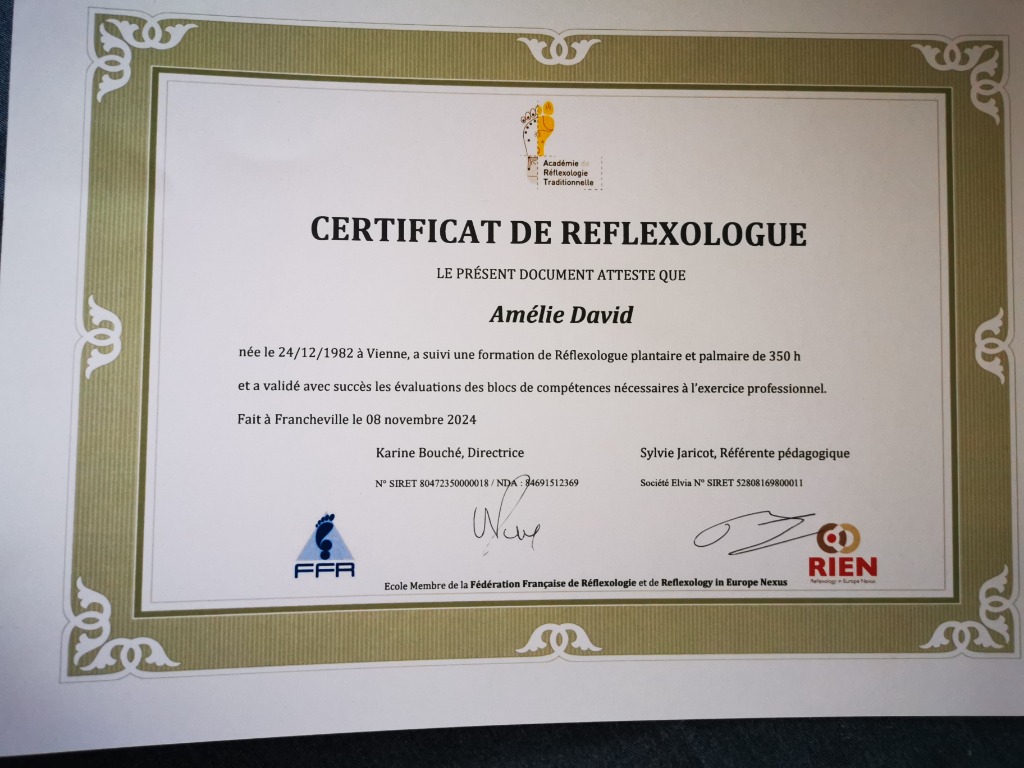 Académie de
Réflexologie
Traditionnelle
CERTIFICAT DE REFLEXOLOGUE
LE PRÉSENT DOCUMENT ATTESTE QUE
Amélie David
née le 24/12/1982 à Vienne, a suivi une formation de Réflexologue plantaire et palmaire de 350 h
et a validé avec succès les évaluations des blocs de compétences nécessaires à l'exercice professionnel.
Fait à Francheville le 08 novembre 2024
Karine Bouché, Directrice
N° SIRET 80472350000018 / NDA : 84691512369
Sylvie Jaricot, Référente pédagogique
Société Elvia N° SIRET 52808169800011
FFR
RIEN
Reflexology in Europe Nexus
Ecole Membre de la Fédération Française de Réflexologie et de Reflexology in Europe Nexus